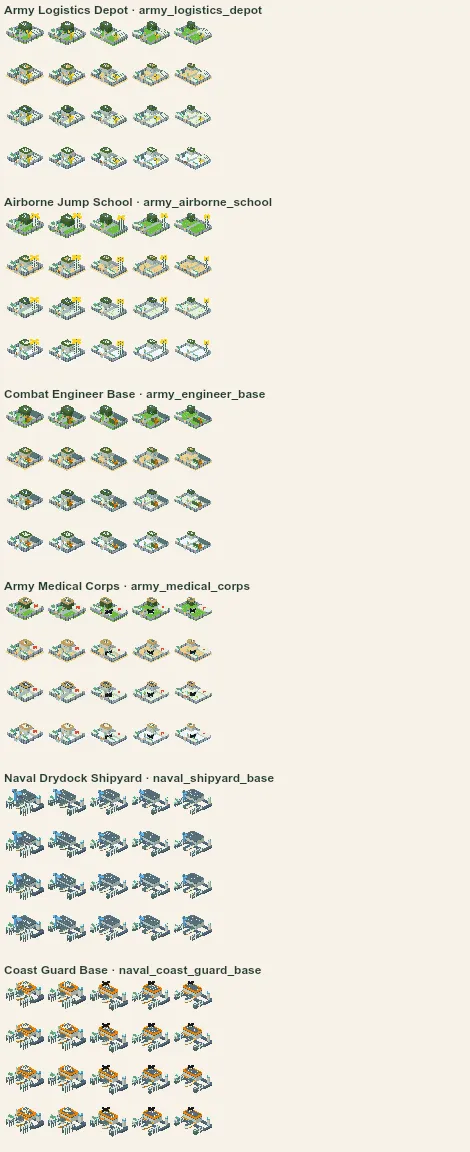 Army Logistics Depot · army_logistics_depot
Airborne Jump School · army_airborne_school
Combat Engineer Base · army_engineer_base
Army Medical Corps · army_medical_corps
Naval Drydock Shipyard · naval_shipyard_base
Coast Guard Base · naval_coast_guard_base